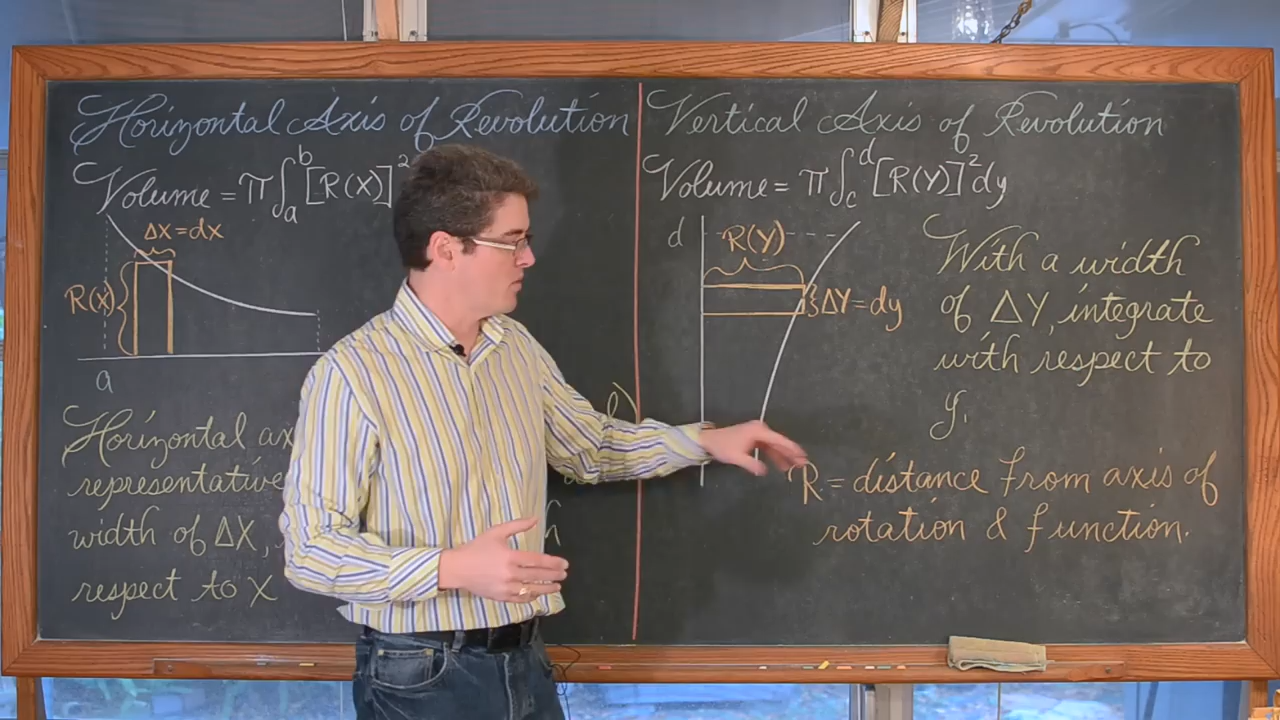 Horizontal Axis of Revolution
Volume = π∫ₐᵇ [R(X)]²
ΔX = dx
R(x)
a
Horizontal ax
representative
width of ΔX,
respect to X
Vertical Axis of Revolution
Volume = π∫_c^d [R(Y)]² dy
d
R(Y)
ΔY = dy
With a width
of ΔY, integrate
with respect to
y.
R = distance from axis of
rotation & function.